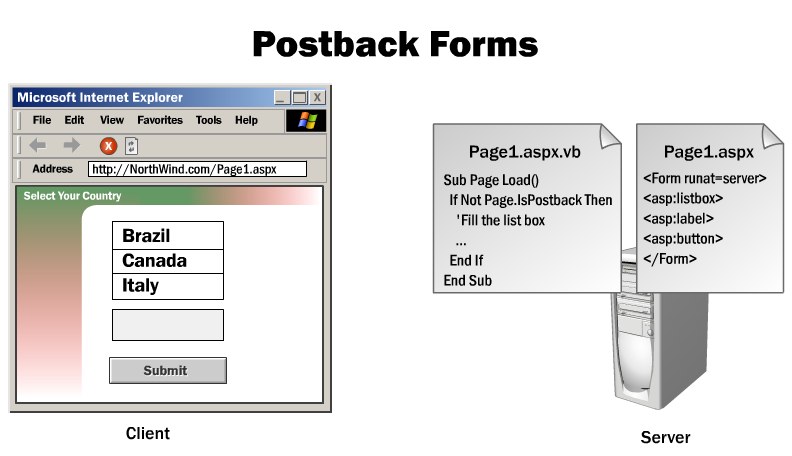 Postback Forms
Microsoft Internet Explorer
X
File Edit View Favorites Tools Help
X
Address http://NorthWind.com/Page1.aspx
Select Your Country
Brazil
Canada
Italy
Submit
Client
Page1.aspx.vb
Sub Page Load()
If Not Page.IsPostback Then
'Fill the list box
...
End If
End Sub
Page1.aspx
<Form runat=server>
<asp:listbox>
<asp:label>
<asp:button>
</Form>
Server